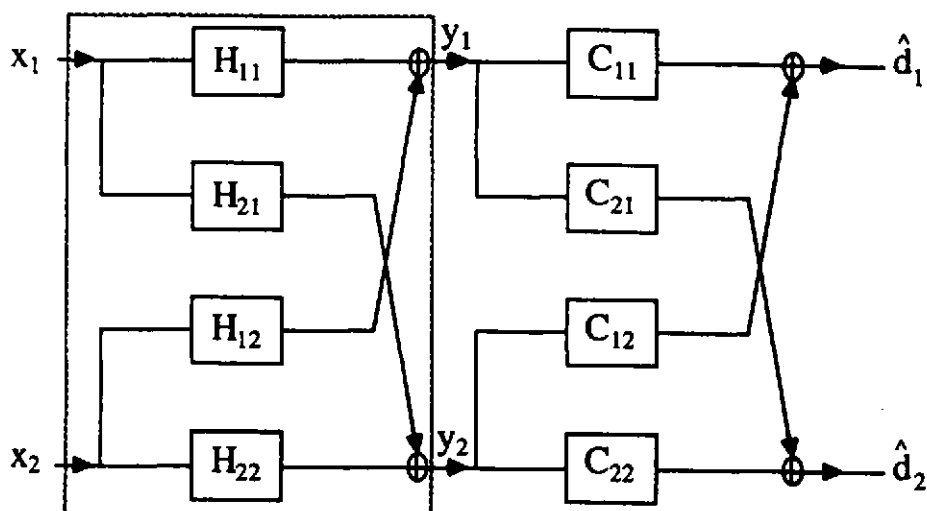 x₁ H₁₁ y₁ C₁₁ d̂₁
H₂₁ C₂₁
H₁₂ C₁₂
x₂ H₂₂ y₂ C₂₂ d̂₂